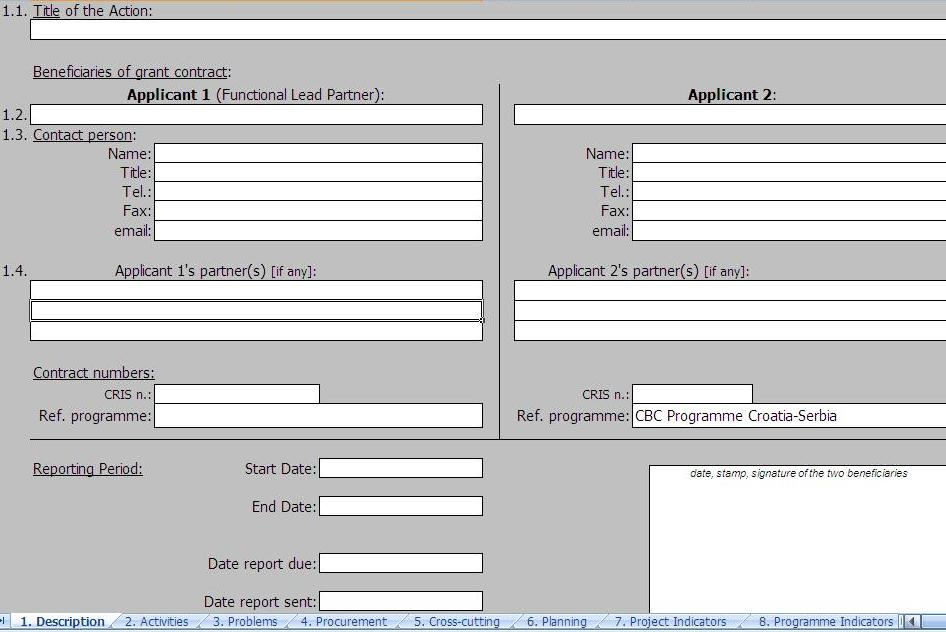 1.1. Title of the Action:
Beneficiaries of grant contract:
Applicant 1 (Functional Lead Partner): Applicant 2:
1.2.
1.3. Contact person:
Name: Name:
Title: Title:
Tel.: Tel.:
Fax: Fax:
email: email:
1.4. Applicant 1's partner(s) [if any]: Applicant 2's partner(s) [if any]:
Contract numbers:
CRIS n.: CRIS n.:
Ref. programme: Ref. programme: CBC Programme Croatia-Serbia
Reporting Period: Start Date: date, stamp, signature of the two beneficiaries
End Date:
Date report due:
Date report sent:
1. Description 2. Activities 3. Problems 4. Procurement 5. Cross-cutting 6. Planning 7. Project Indicators 8. Programme Indicators